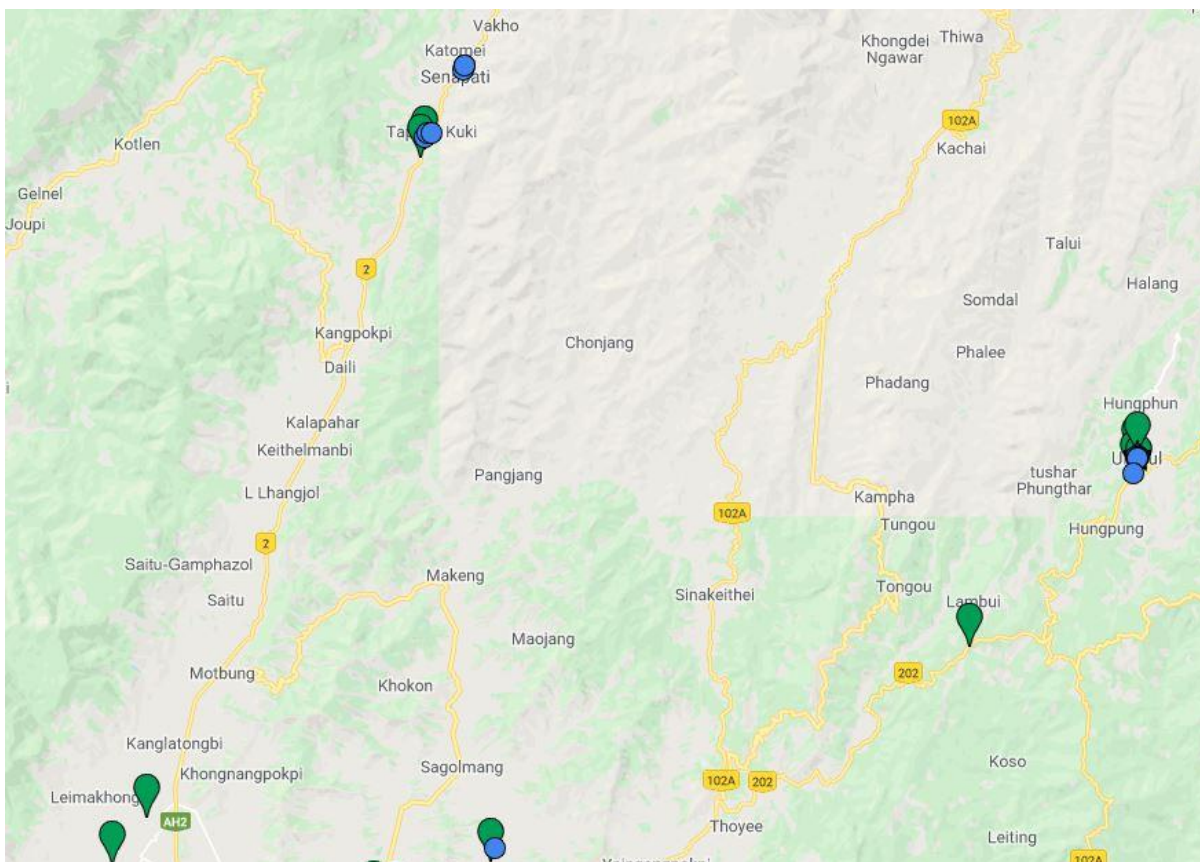 Vakho
Katomei
Senapati
Khongdei
Ngawar
Thiwa
102A
Kachai
Kotlen
Kuki
Gelnel
Joupi
2
Talui
Halang
Somdal
Kangpokpi
Chonjang
Phalee
Daili
Phadang
Hungphun
Kalapahar
Keithelmanbi
L Lhangjol
Pangjang
tushar
Phungthar
Kampha
102A
Tungou
Hungpung
2
Saitu-Gamphazol
Makeng
Saitu
Sinakeithei
Tongou
Lambui
Maojang
Motbung
Khokon
202
Kanglatongbi
Khongnangpokpi
Sagolmang
Koso
102A
202
AH2
Thoyee
Leiting